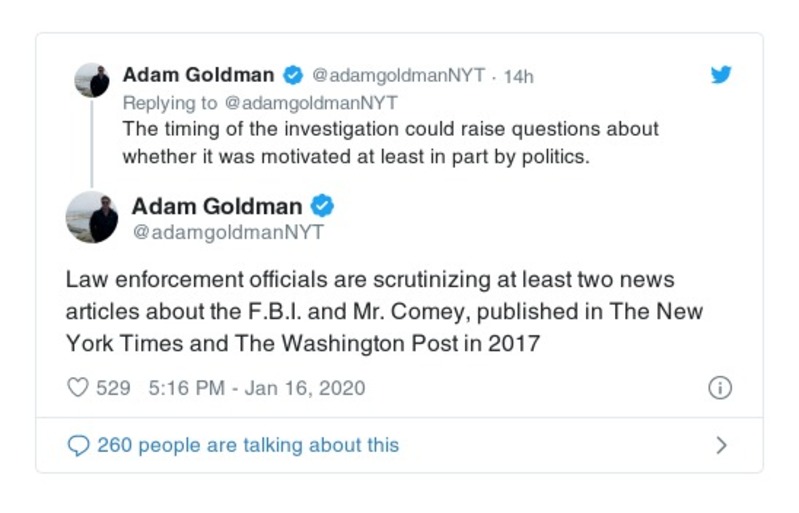 Adam Goldman @adamgoldmanNYT · 14h
Replying to @adamgoldmanNYT
The timing of the investigation could raise questions about
whether it was motivated at least in part by politics.
Adam Goldman
@adamgoldmanNYT
Law enforcement officials are scrutinizing at least two news
articles about the F.B.I. and Mr. Comey, published in The New
York Times and The Washington Post in 2017
529 5:16 PM - Jan 16, 2020
260 people are talking about this